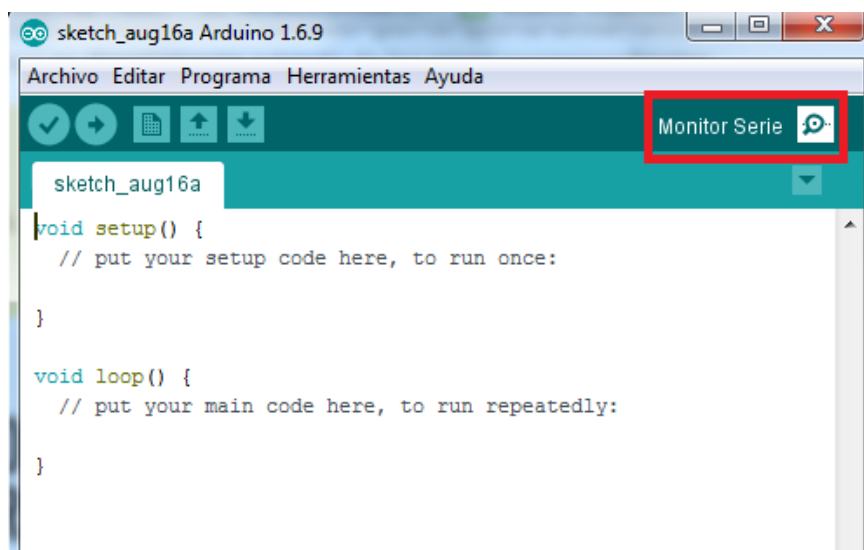 sketch_aug16a Arduino 1.6.9
Archivo Editar Programa Herramientas Ayuda
Monitor Serie
sketch_aug16a
void setup() {
  // put your setup code here, to run once:
}
void loop() {
  // put your main code here, to run repeatedly:
}